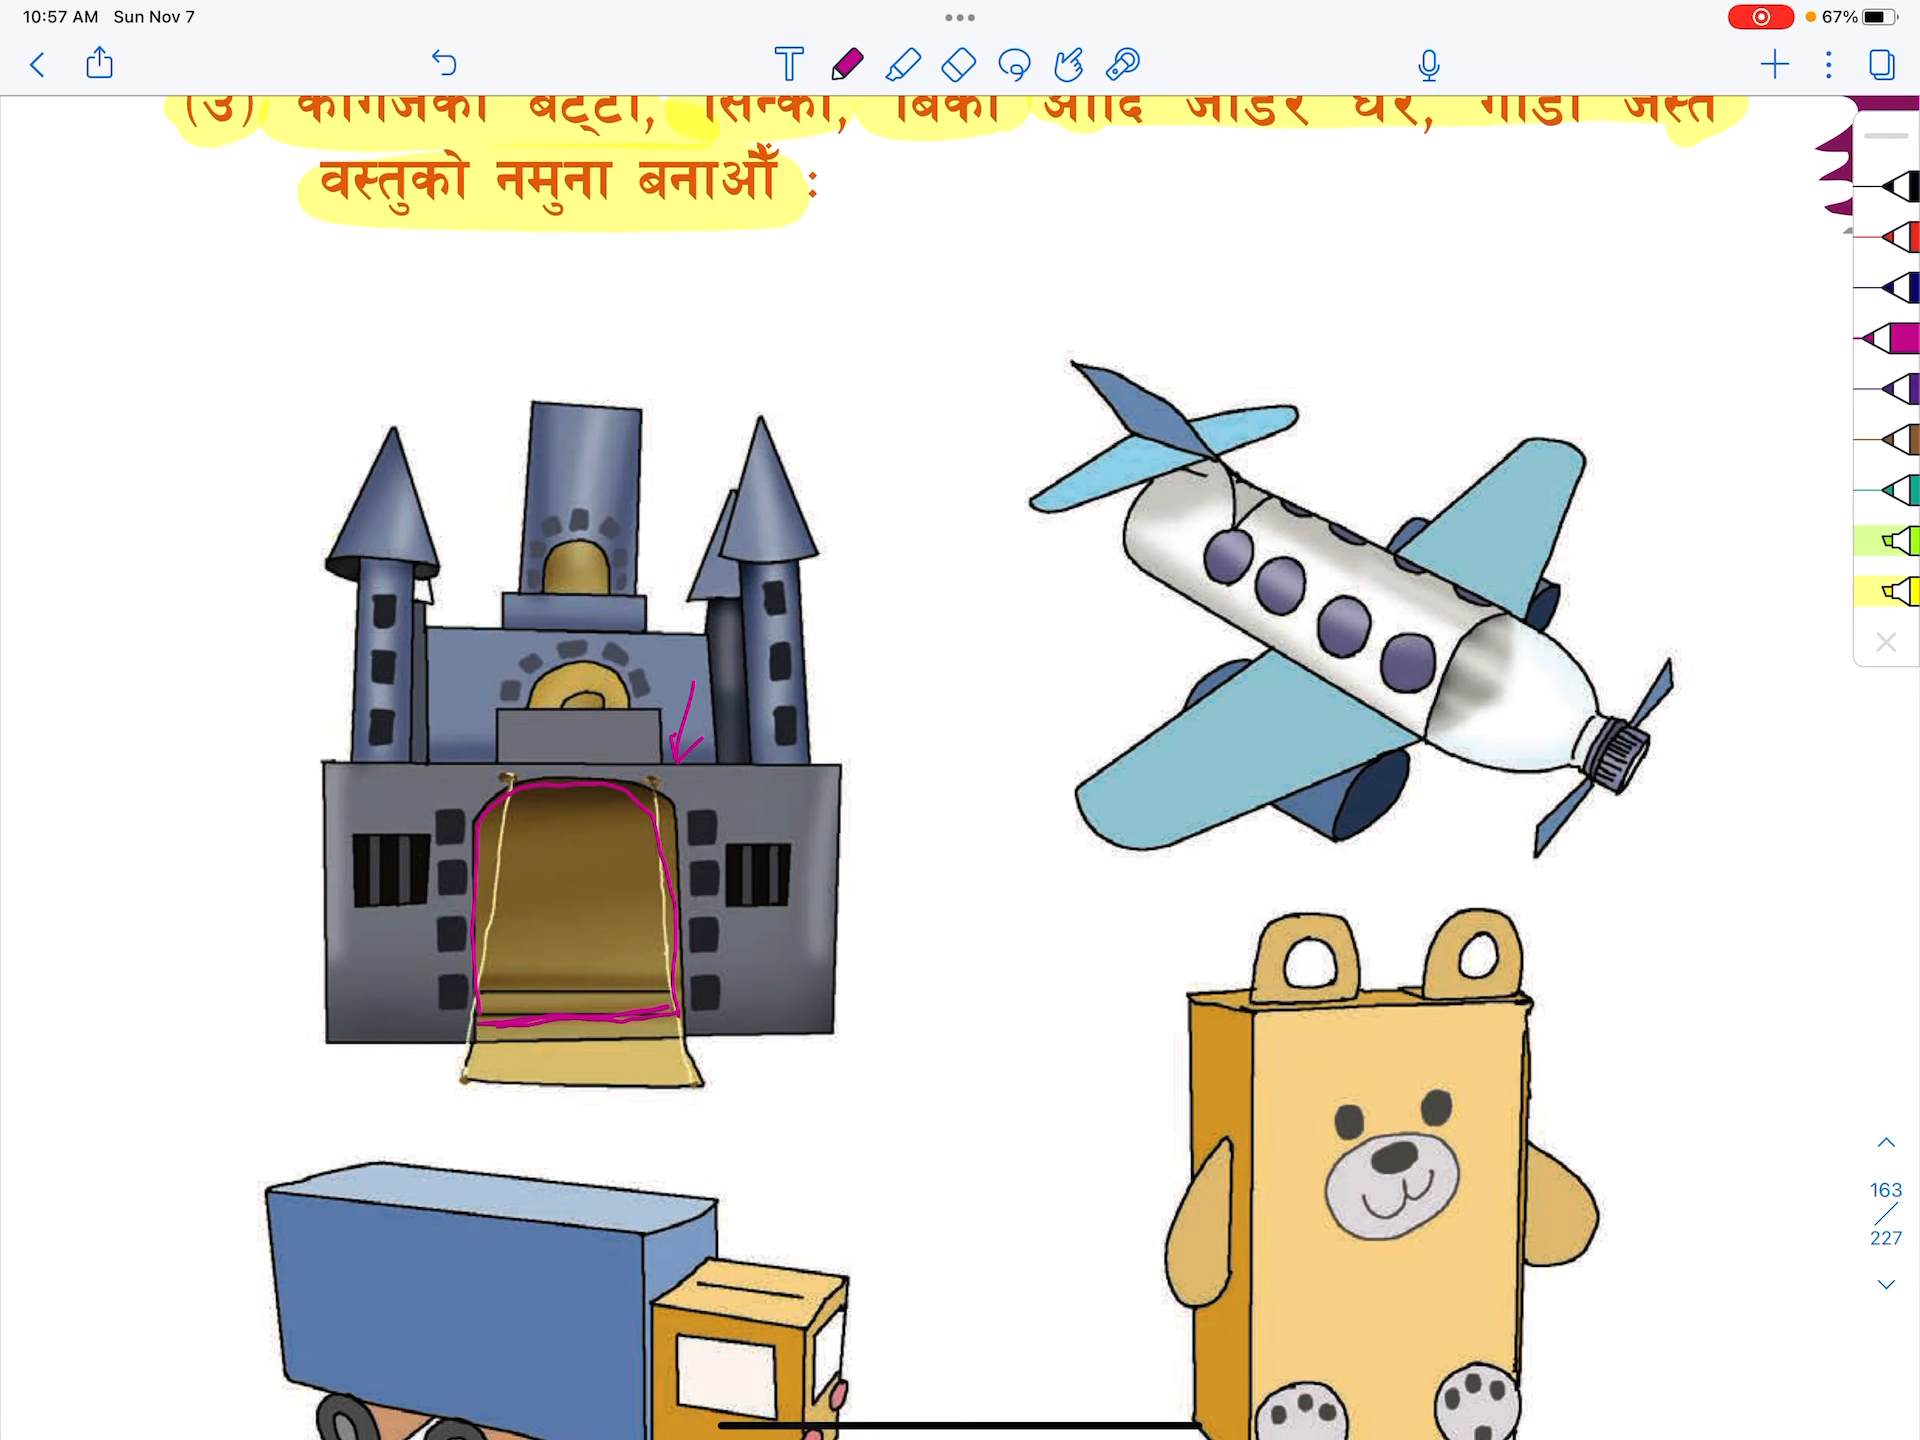 10:57 AM Sun Nov 7
67%
(उ) कागजको बट्टा, सिन्का, बिर्को आदि जोडेर घर, गाडी जस्ता
वस्तुको नमुना बनाऔँ :
163
227